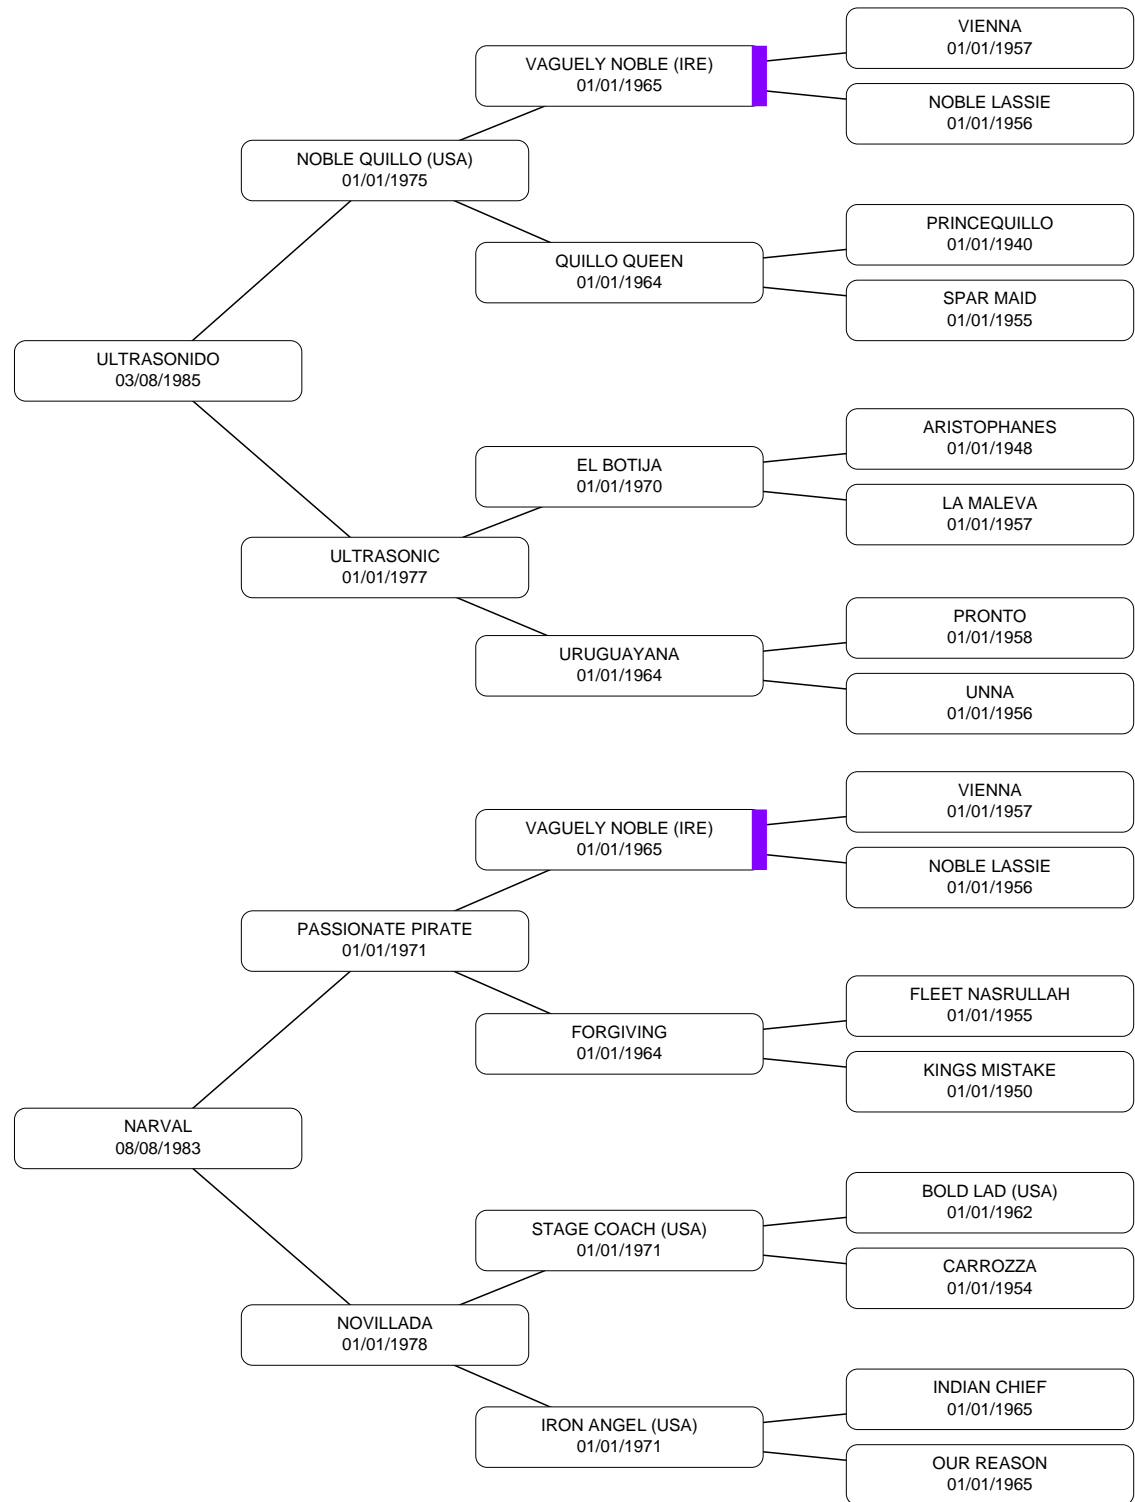 VIENNA
01/01/1957
VAGUELY NOBLE (IRE)
01/01/1965
NOBLE LASSIE
01/01/1956
NOBLE QUILLO (USA)
01/01/1975
PRINCEQUILLO
01/01/1940
QUILLO QUEEN
01/01/1964
SPAR MAID
01/01/1955
ULTRASONIDO
03/08/1985
ARISTOPHANES
01/01/1948
EL BOTIJA
01/01/1970
LA MALEVA
01/01/1957
ULTRASONIC
01/01/1977
PRONTO
01/01/1958
URUGUAYANA
01/01/1964
UNNA
01/01/1956
VIENNA
01/01/1957
VAGUELY NOBLE (IRE)
01/01/1965
NOBLE LASSIE
01/01/1956
PASSIONATE PIRATE
01/01/1971
FLEET NASRULLAH
01/01/1955
FORGIVING
01/01/1964
KINGS MISTAKE
01/01/1950
NARVAL
08/08/1983
BOLD LAD (USA)
01/01/1962
STAGE COACH (USA)
01/01/1971
CARROZZA
01/01/1954
NOVILLADA
01/01/1978
INDIAN CHIEF
01/01/1965
IRON ANGEL (USA)
01/01/1971
OUR REASON
01/01/1965